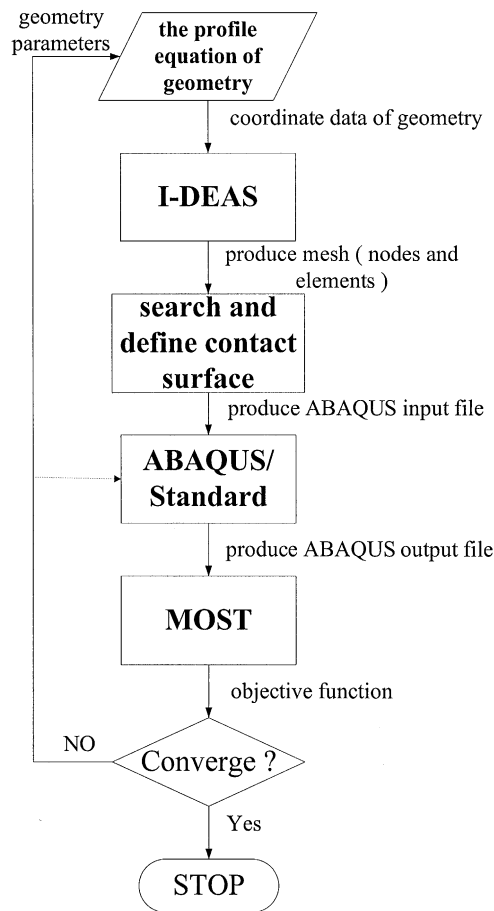 geometry
parameters
the profile
equation of
geometry
coordinate data of geometry
I-DEAS
produce mesh ( nodes and
elements )
search and
define contact
surface
produce ABAQUS input file
ABAQUS/
Standard
produce ABAQUS output file
MOST
objective function
NO
Converge ?
Yes
STOP